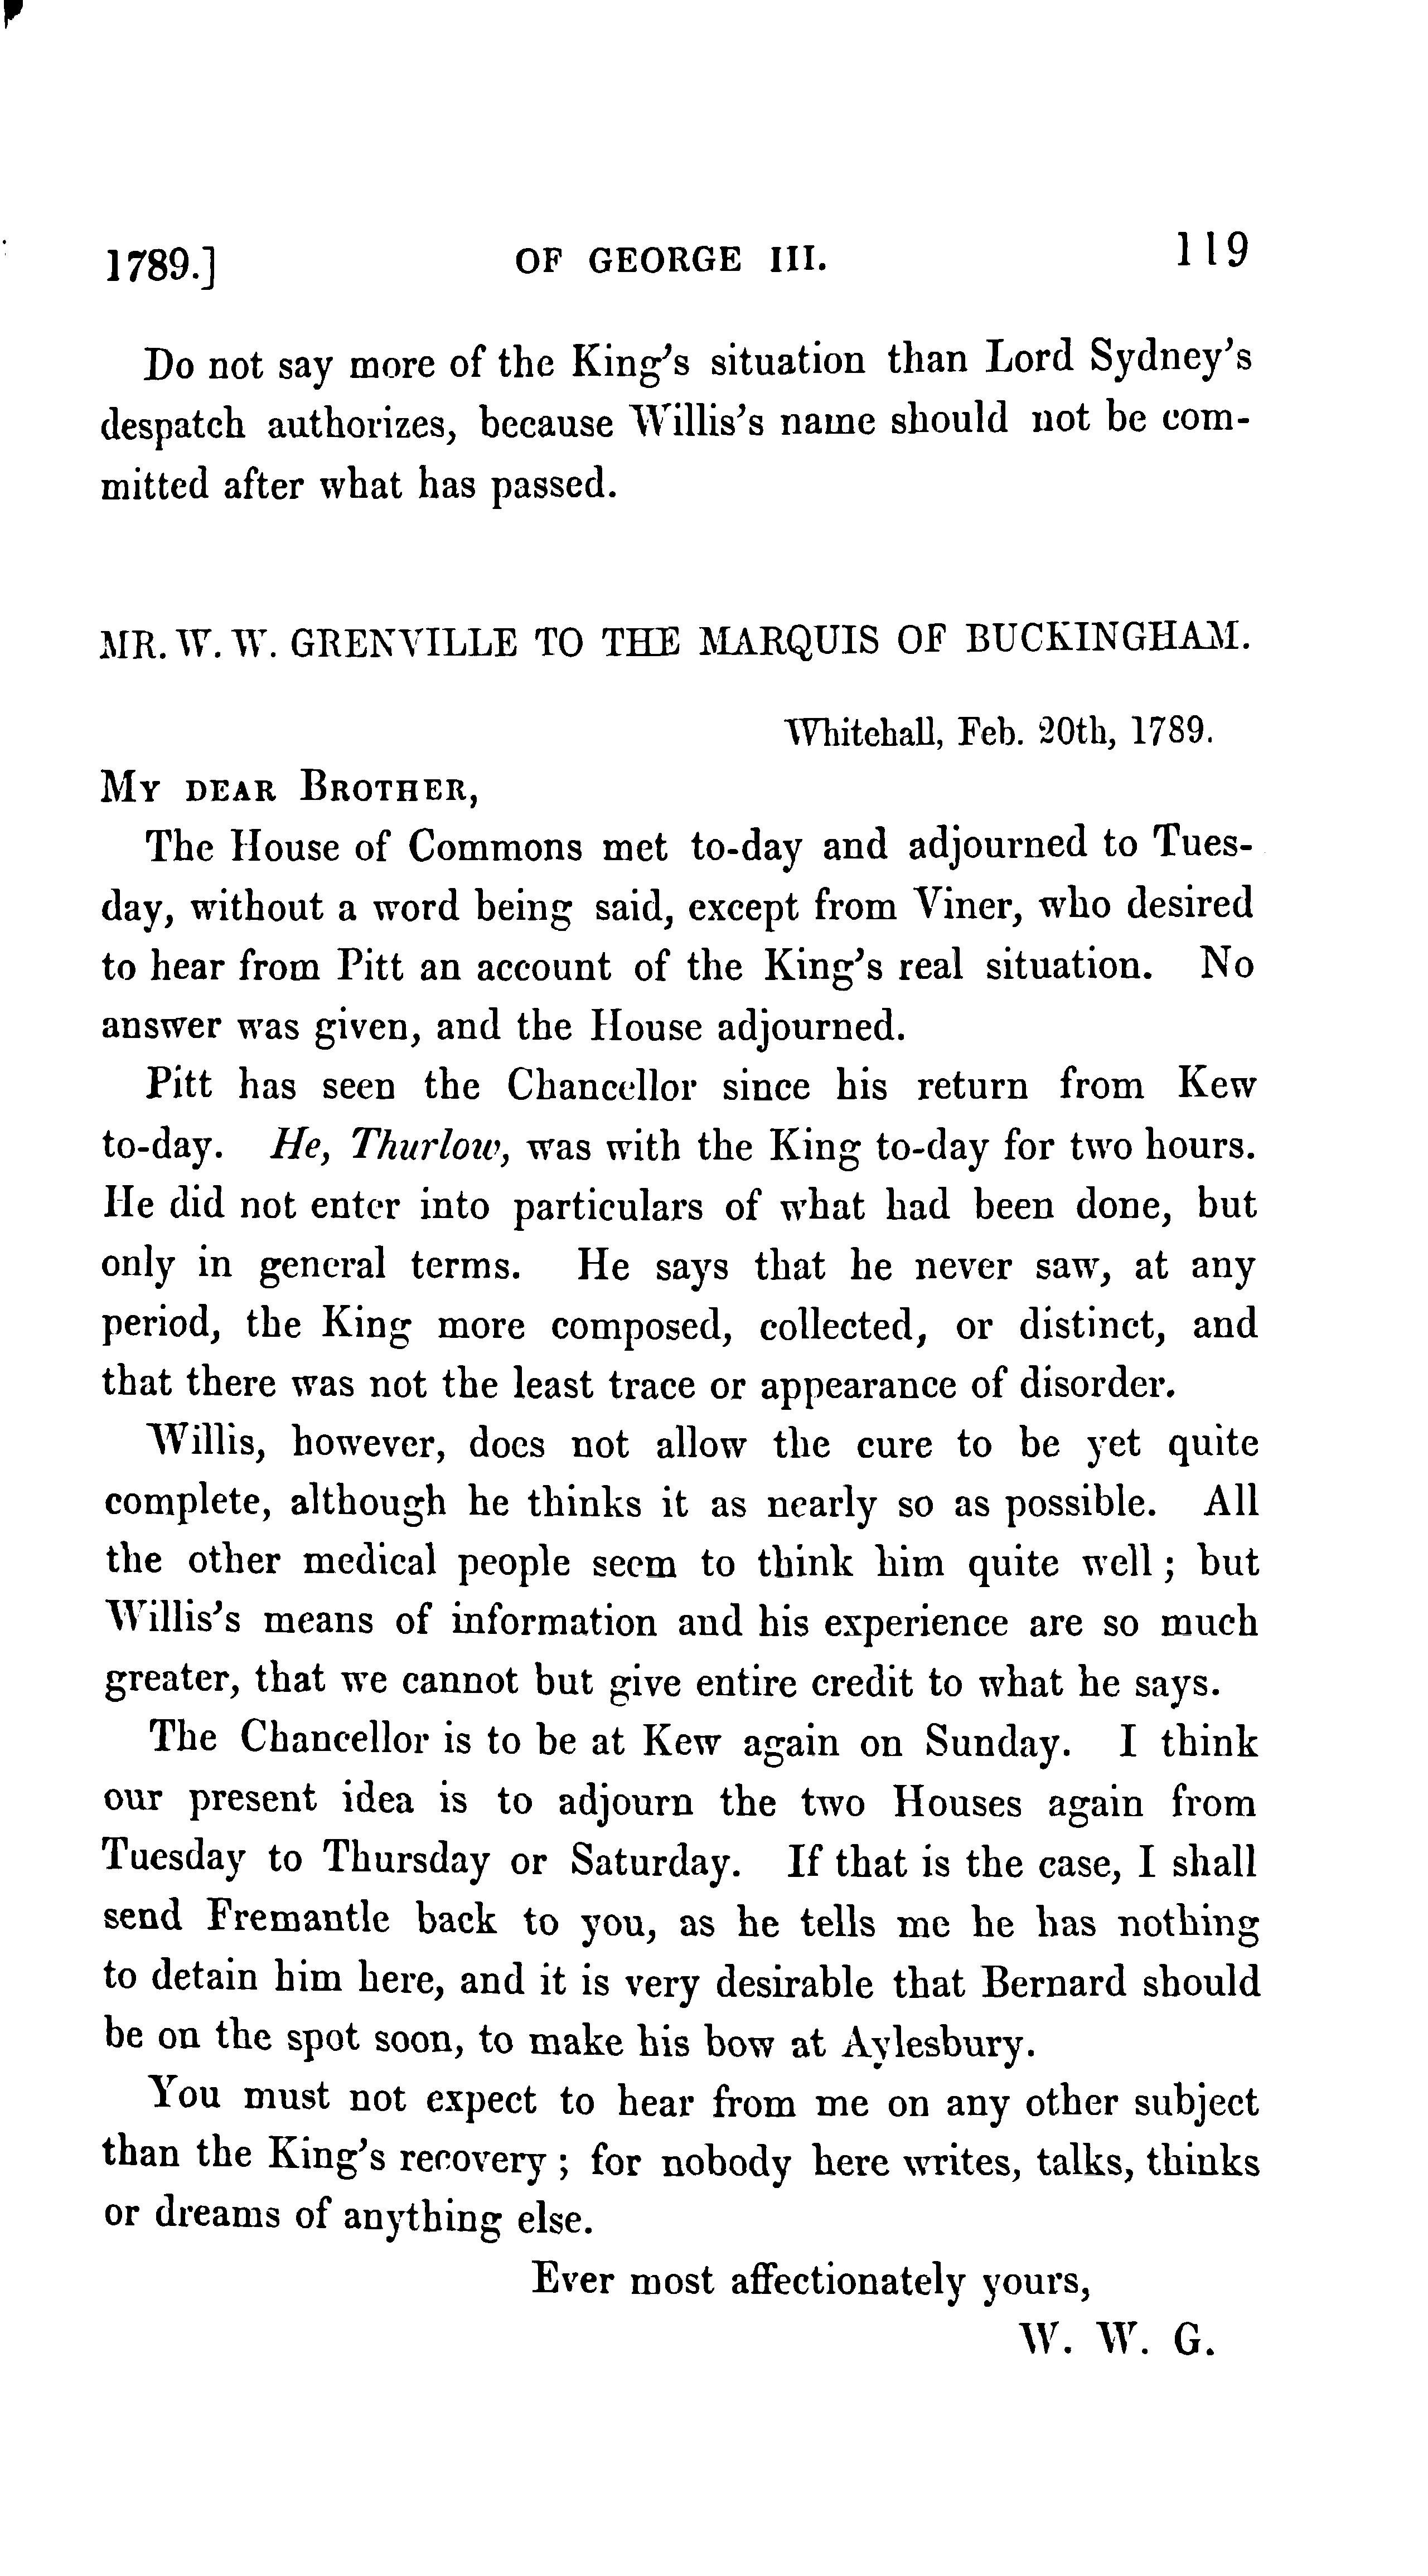 1789.] OF GEORGE III. 119
Do not say more of the King's situation than Lord Sydney's
despatch authorizes, because Willis's name should not be com-
mitted after what has passed.
MR. W. W. GRENVILLE TO THE MARQUIS OF BUCKINGHAM.
Whitehall, Feb. 20th, 1789.
MY DEAR BROTHER,
The House of Commons met to-day and adjourned to Tues-
day, without a word being said, except from Viner, who desired
to hear from Pitt an account of the King's real situation. No
answer was given, and the House adjourned.
Pitt has seen the Chancellor since his return from Kew
to-day. He, Thurlow, was with the King to-day for two hours.
He did not enter into particulars of what had been done, but
only in general terms. He says that he never saw, at any
period, the King more composed, collected, or distinct, and
that there was not the least trace or appearance of disorder.
Willis, however, does not allow the cure to be yet quite
complete, although he thinks it as nearly so as possible. All
the other medical people seem to think him quite well; but
Willis's means of information and his experience are so much
greater, that we cannot but give entire credit to what he says.
The Chancellor is to be at Kew again on Sunday. I think
our present idea is to adjourn the two Houses again from
Tuesday to Thursday or Saturday. If that is the case, I shall
send Fremantle back to you, as he tells me he has nothing
to detain him here, and it is very desirable that Bernard should
be on the spot soon, to make his bow at Aylesbury.
You must not expect to hear from me on any other subject
than the King's recovery; for nobody here writes, talks, thinks
or dreams of anything else.
Ever most affectionately yours,
W. W. G.